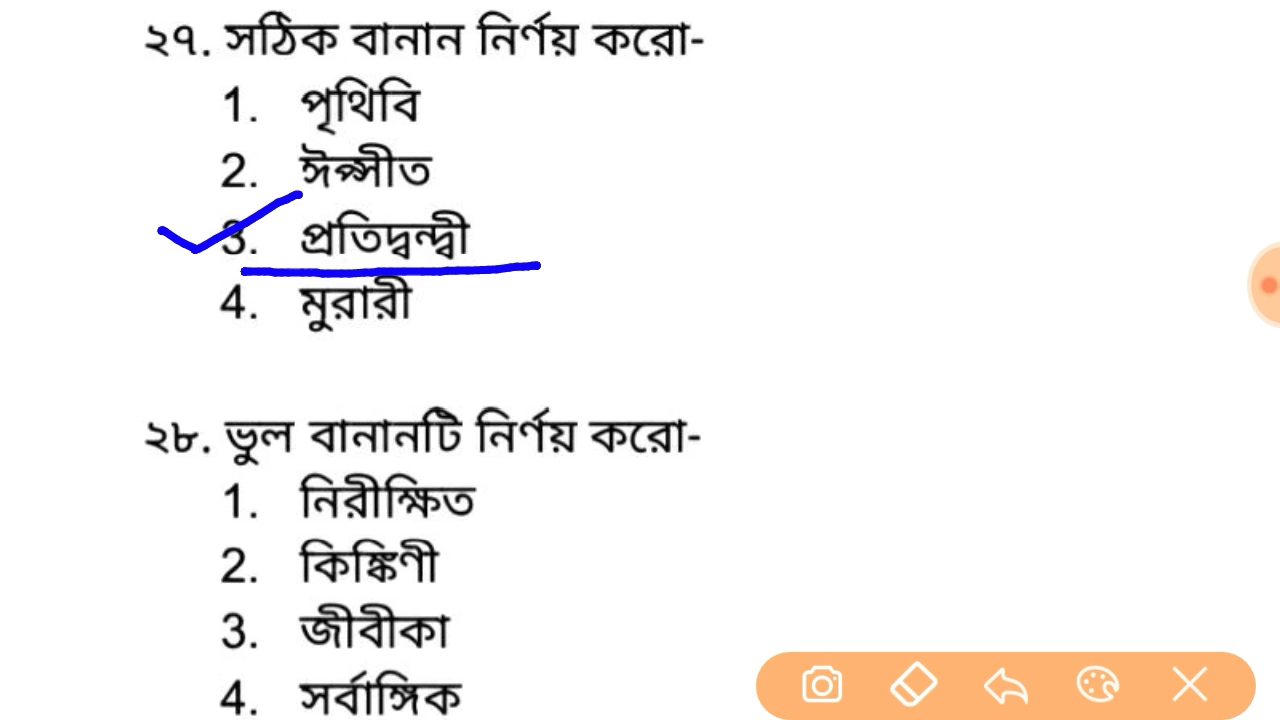 ২৭. সঠিক বানান নির্ণয় করো-
1. পৃথিবি
2. ঈপ্সীত
3. প্রতিদ্বন্দ্বী
4. মুরারী
২৮. ভুল বানানটি নির্ণয় করো-
1. নিরীক্ষিত
2. কিঙ্কিণী
3. জীবীকা
4. সর্বাঙ্গিক